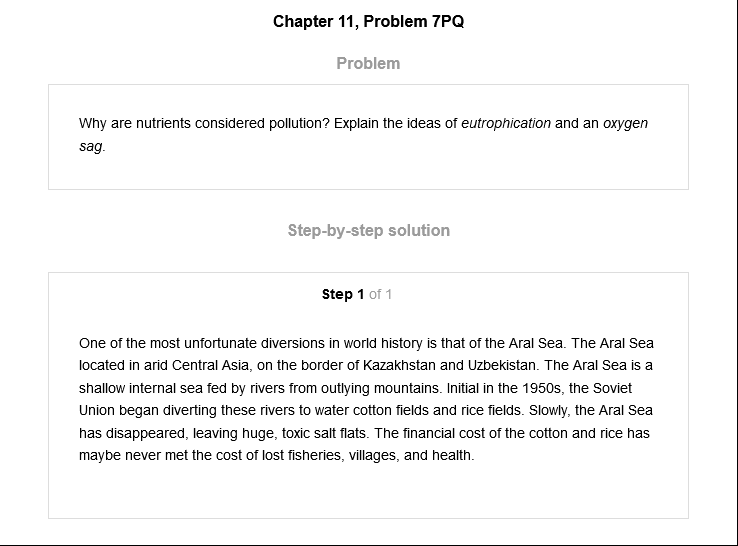 Chapter 11, Problem 7PQ
Problem
Why are nutrients considered pollution? Explain the ideas of eutrophication and an oxygen
sag.
Step-by-step solution
Step 1 of 1
One of the most unfortunate diversions in world history is that of the Aral Sea. The Aral Sea
located in arid Central Asia, on the border of Kazakhstan and Uzbekistan. The Aral Sea is a
shallow internal sea fed by rivers from outlying mountains. Initial in the 1950s, the Soviet
Union began diverting these rivers to water cotton fields and rice fields. Slowly, the Aral Sea
has disappeared, leaving huge, toxic salt flats. The financial cost of the cotton and rice has
maybe never met the cost of lost fisheries, villages, and health.